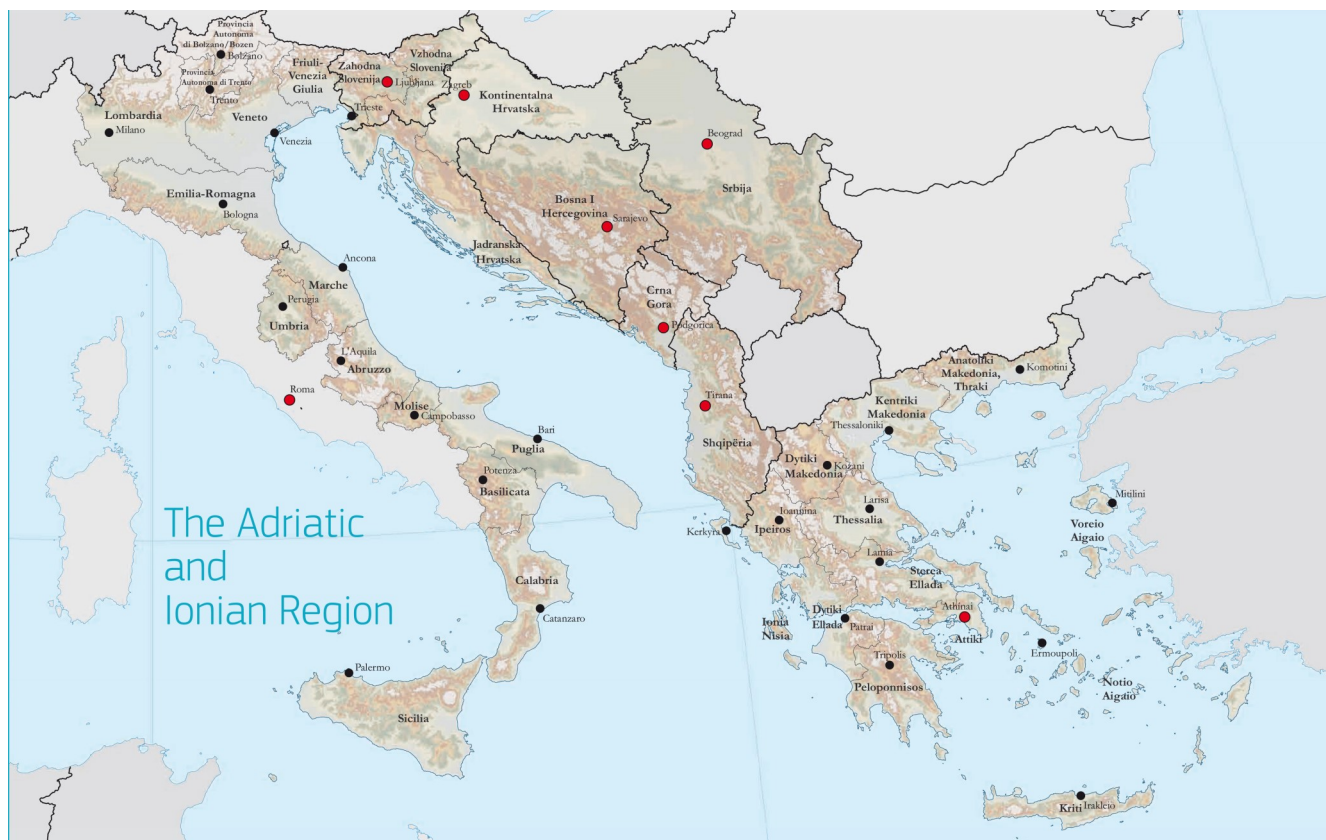 Provincia
Autonoma
di Bolzano/Bozen
Bolzano
Provincia
Autonoma di Trento
Trento
Friuli-
Venezia
Giulia
Zahodna
Slovenija
Ljubljana
Vzhodna
Slovenija
Zagreb
Kontinentalna
Hrvatska
Lombardia
Milano
Veneto
Venezia
Trieste
Beograd
Srbija
Emilia-Romagna
Bologna
Bosna I
Hercegovina
Sarajevo
Jadranska
Hrvatska
Ancona
Marche
Perugia
Umbria
Crna
Gora
Podgorica
L'Aquila
Abruzzo
Roma
Molise
Campobasso
Tirana
Anatoliki
Makedonia,
Thraki
Komotini
Kentriki
Makedonia
Thessaloniki
Bari
Puglia
Shqipëria
Dytiki
Makedonia
Kozani
Potenza
Basilicata
Larisa
Thessalia
Mitilini
Voreio
Aigaio
Ioannina
Ipeiros
Kerkyra
The Adriatic
and
Ionian Region
Lamia
Sterea
Ellada
Calabria
Catanzaro
Ionia
Nisia
Dytiki
Ellada
Patrai
Athinai
Attiki
Ermoupoli
Tripolis
Peloponnisos
Notio
Aigaio
Palermo
Sicilia
Kriti
Irakleio